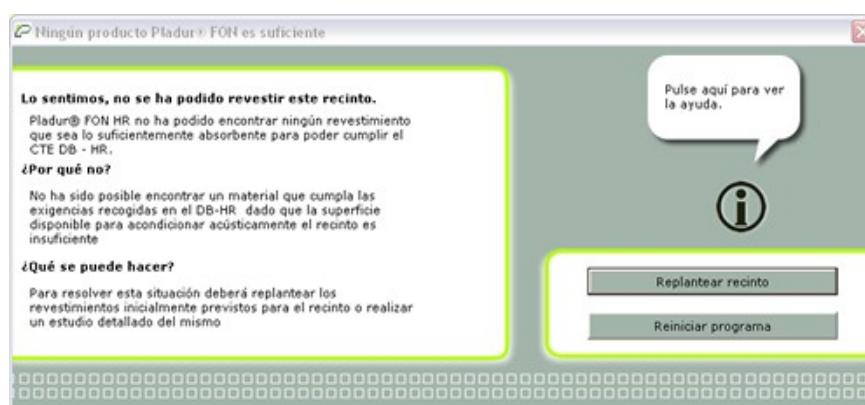 Ningún producto Pladur® FON es suficiente
Lo sentimos, no se ha podido revestir este recinto.
Pladur® FON HR no ha podido encontrar ningún revestimiento
que sea lo suficientemente absorbente para poder cumplir el
CTE DB - HR.
¿Por qué no?
No ha sido posible encontrar un material que cumpla las
exigencias recogidas en el DB-HR dado que la superficie
disponible para acondicionar acústicamente el recinto es
insuficiente
¿Qué se puede hacer?
Para resolver esta situación deberá replantear los
revestimientos inicialmente previstos para el recinto o realizar
un estudio detallado del mismo
Pulse aquí para ver
la ayuda.
Replantear recinto
Reiniciar programa